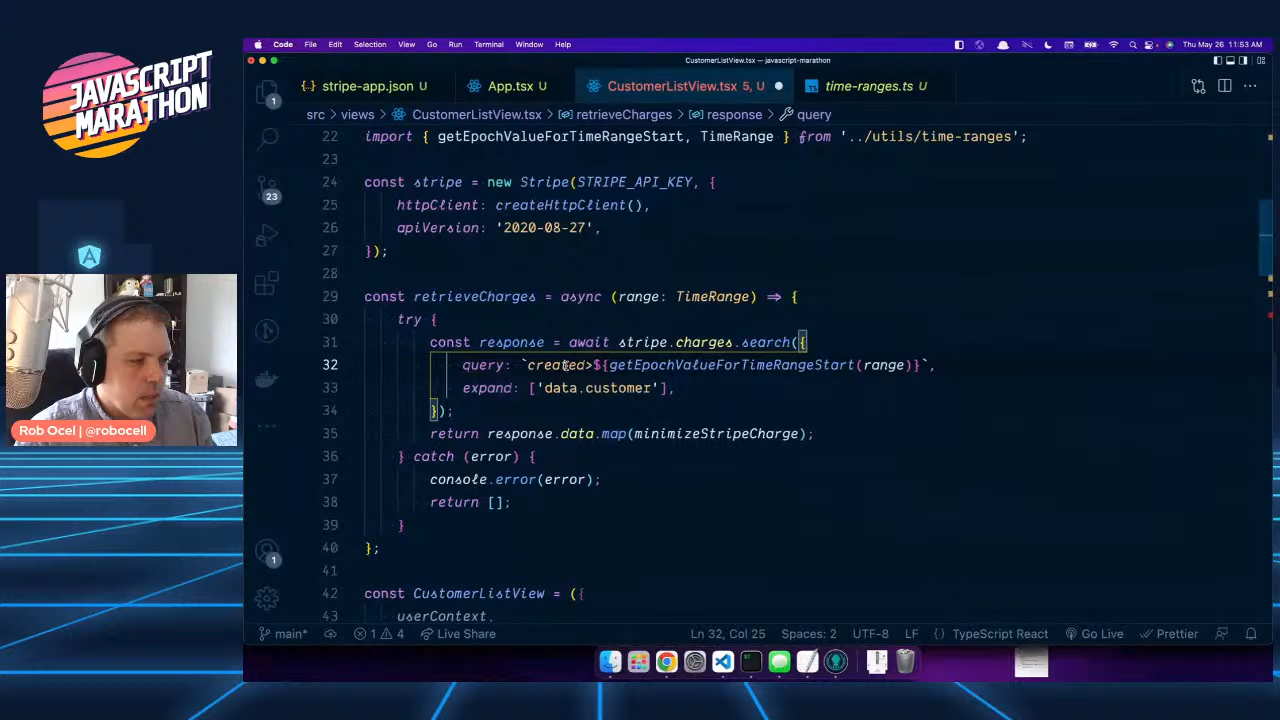 JAVASCRIPT
MARATHON
Rob Ocel | @robocell
Code File Edit Selection View Go Run Terminal Window Help
Thu May 26 11:53 AM
CustomerListView.tsx — javascript-marathon
stripe-app.json U
App.tsx U
CustomerListView.tsx 5, U
TS time-ranges.ts U
src > views > CustomerListView.tsx > retrieveCharges > response > query
22 import { getEpochValueForTimeRangeStart, TimeRange } from '../utils/time-ranges';
23
24 const stripe = new Stripe(STRIPE_API_KEY, {
25 httpClient: createHttpClient(),
26 apiVersion: '2020-08-27',
27 });
28
29 const retrieveCharges = async (range: TimeRange) => {
30 try {
31 const response = await stripe.charges.search({
32 query: `created>${getEpochValueForTimeRangeStart(range)}`,
33 expand: ['data.customer'],
34 });
35 return response.data.map(minimizeStripeCharge);
36 } catch (error) {
37 console.error(error);
38 return [];
39 }
40 };
41
42 const CustomerListView = ({
43 userContext,
1
23
1
main* 1 4 Live Share Ln 32, Col 25 Spaces: 2 UTF-8 LF TypeScript React Go Live Prettier